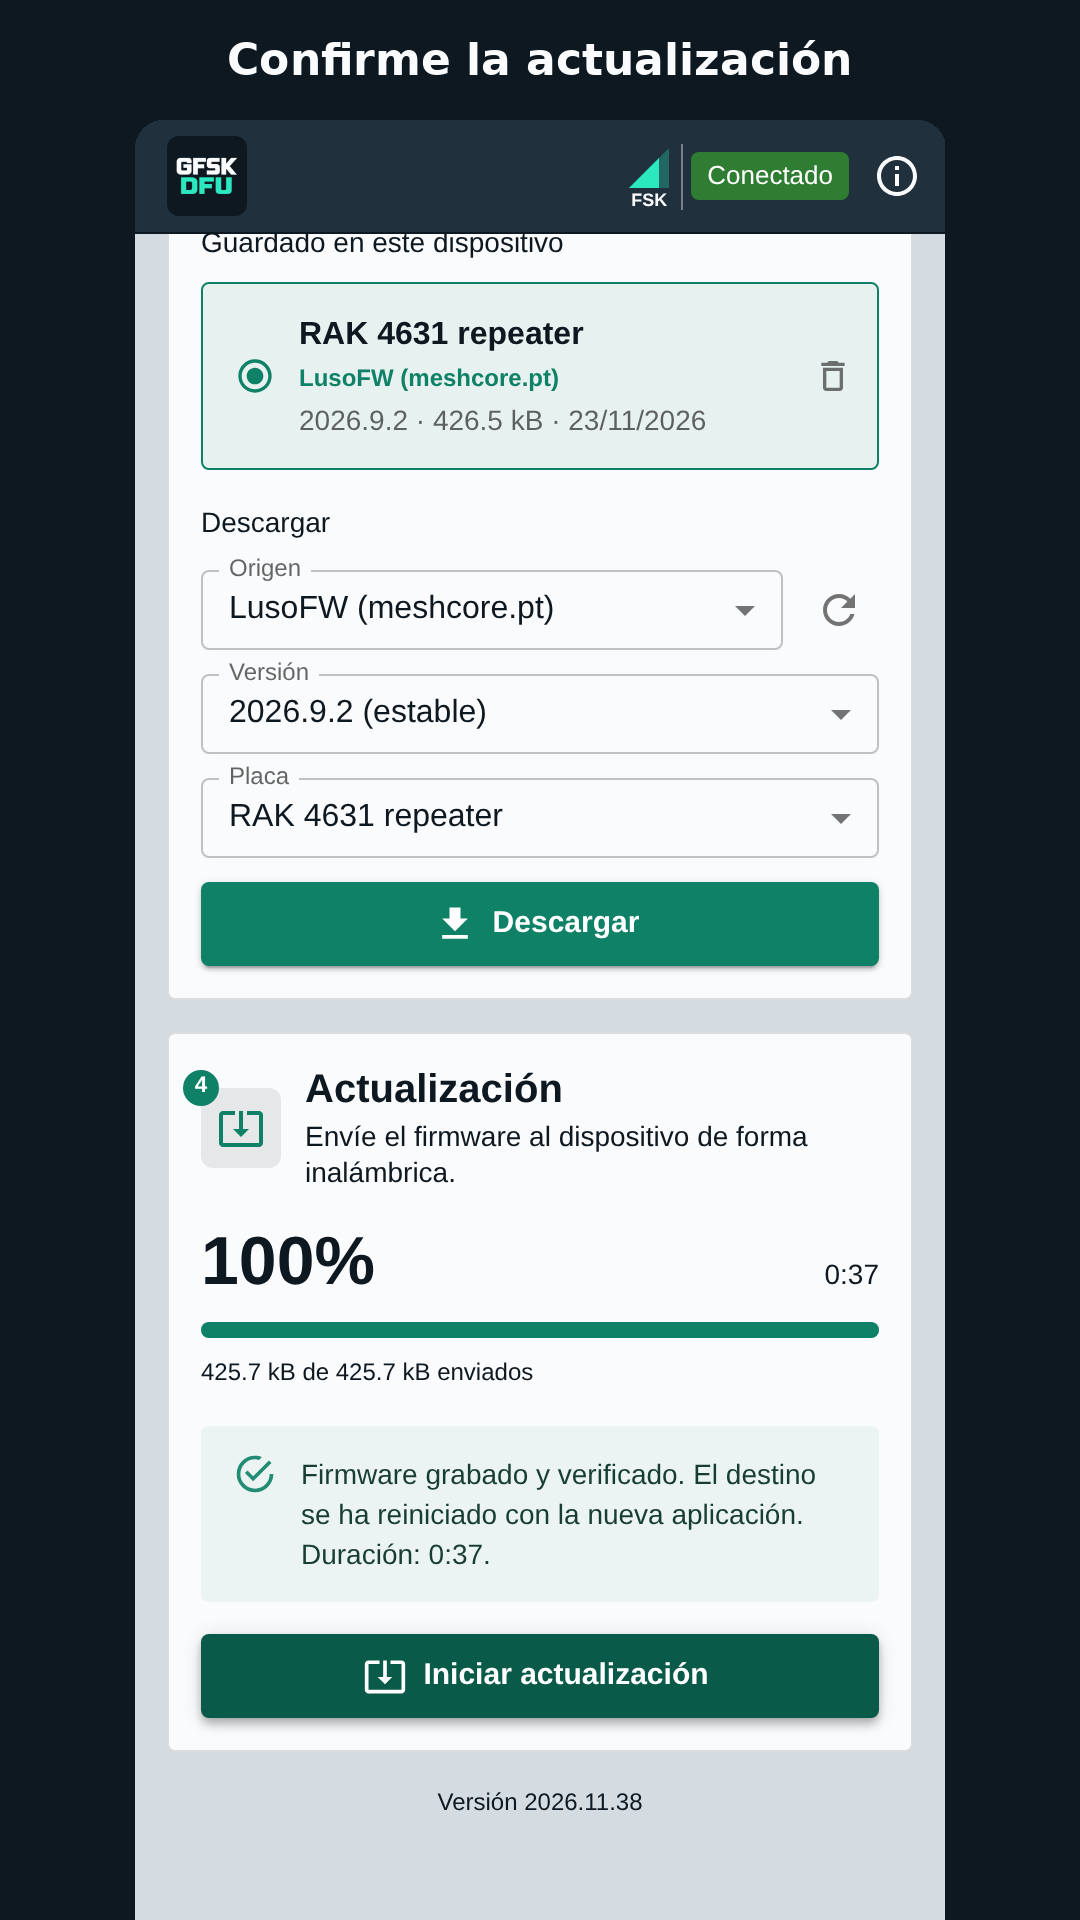 Confirme la actualización
GFSK
DFU
FSK
Conectado
Guardado en este dispositivo
RAK 4631 repeater
LusoFW (meshcore.pt)
2026.9.2 · 426.5 kB · 23/11/2026
Descargar
Origen
LusoFW (meshcore.pt)
Versión
2026.9.2 (estable)
Placa
RAK 4631 repeater
Descargar
4
Actualización
Envíe el firmware al dispositivo de forma
inalámbrica.
100%
0:37
425.7 kB de 425.7 kB enviados
Firmware grabado y verificado. El destino
se ha reiniciado con la nueva aplicación.
Duración: 0:37.
Iniciar actualización
Versión 2026.11.38